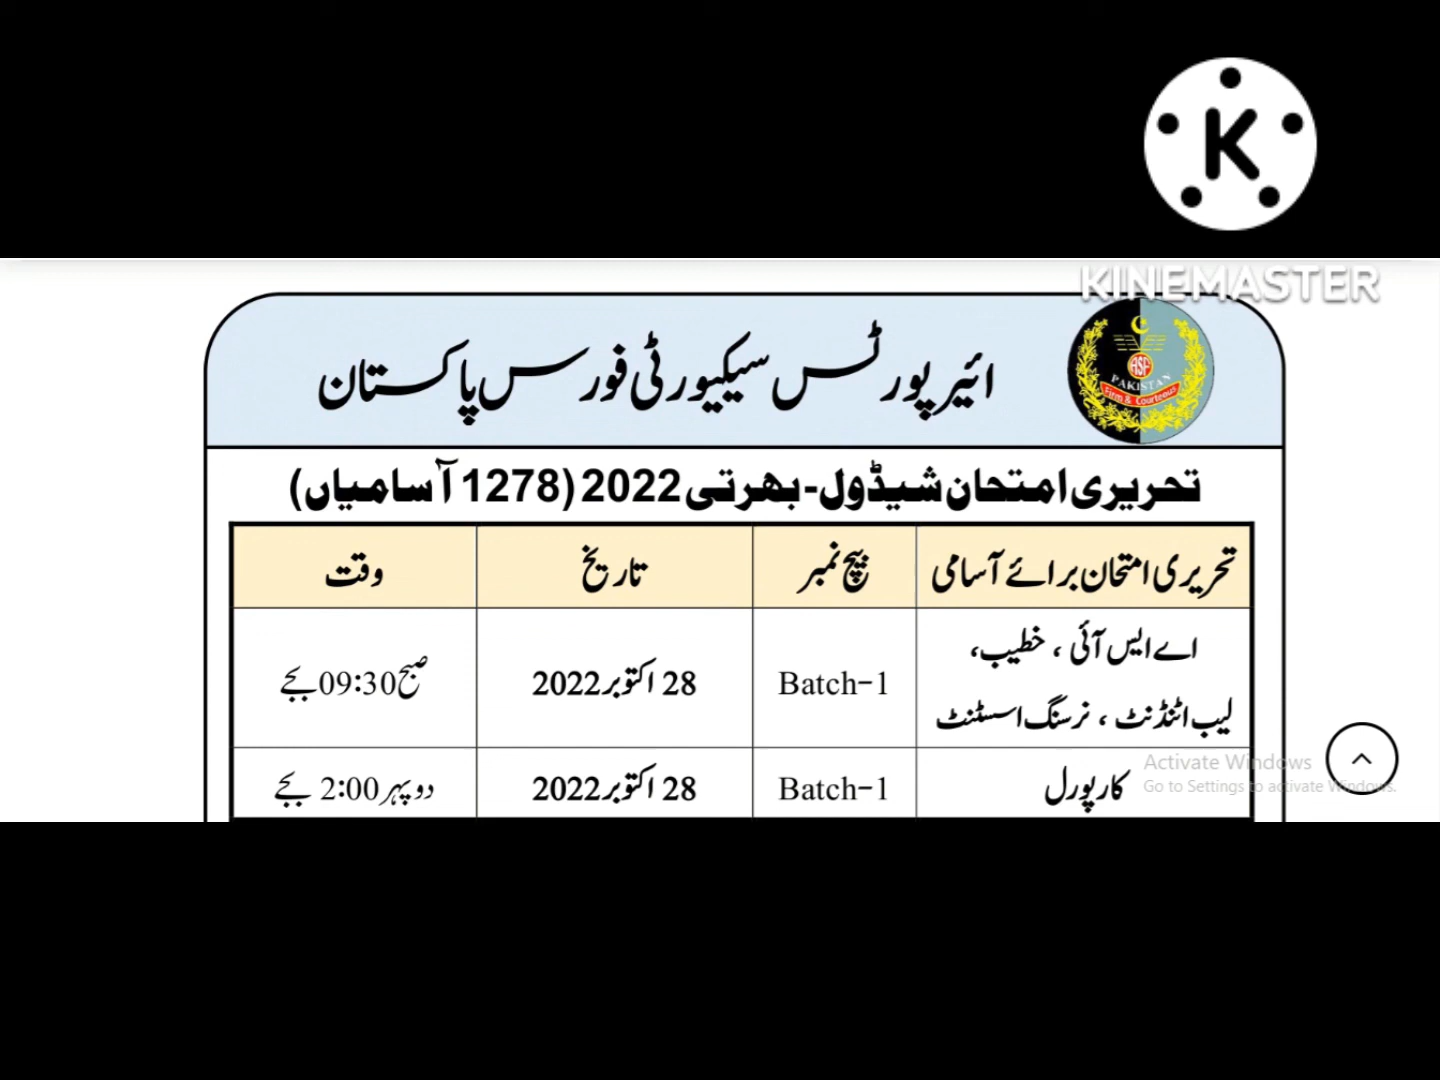 K
KINEMASTER
ASF
PAKISTAN
Firm & Courteous
ائیرپورٹس سیکیورٹی فورس پاکستان
تحریری امتحان شیڈول-بھرتی 2022 (1278 آسامیاں)
تحریری امتحان برائے آسامی بیچ نمبر تاریخ وقت
اے ایس آئی ، خطیب،
لیب اٹنڈنٹ ، نرسنگ اسسٹنٹ Batch-1 28 اکتوبر 2022 صبح 09:30 بجے
کارپورل Batch-1 28 اکتوبر 2022 دوپہر 2:00 بجے
Activate Windows
Go to Settings to activate Windows.